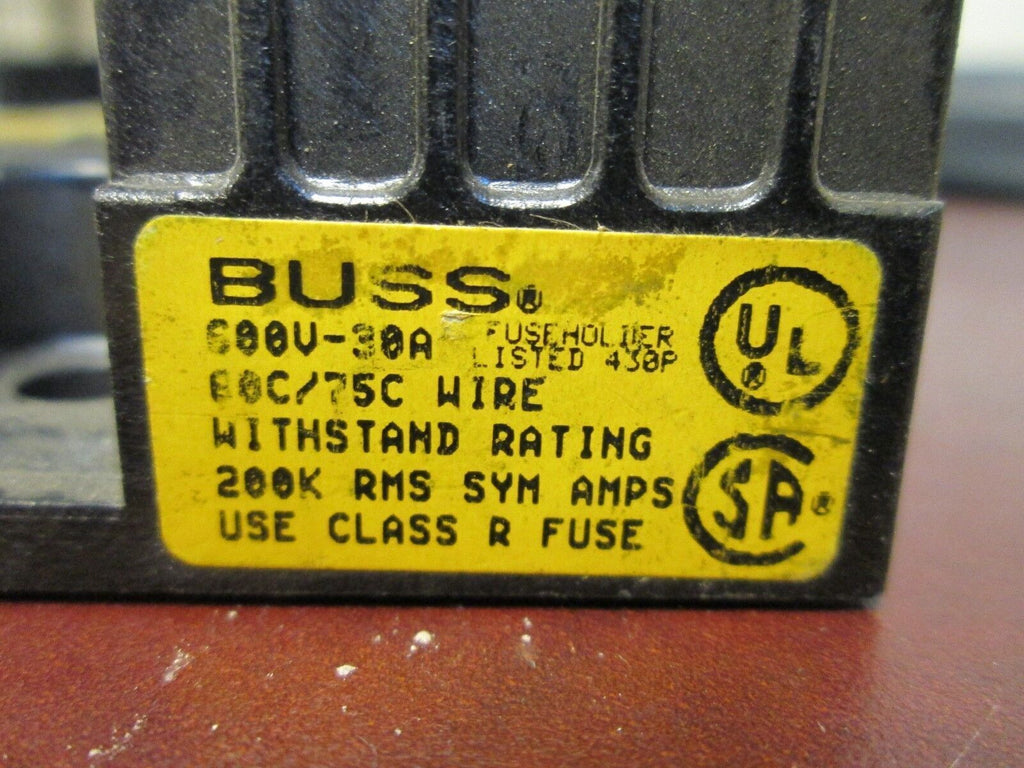 BUSS®
600V-30A FUSEHOLDER
LISTED 430P
60C/75C WIRE
WITHSTAND RATING
200K RMS SYM AMPS
USE CLASS R FUSE
UL®
SA®